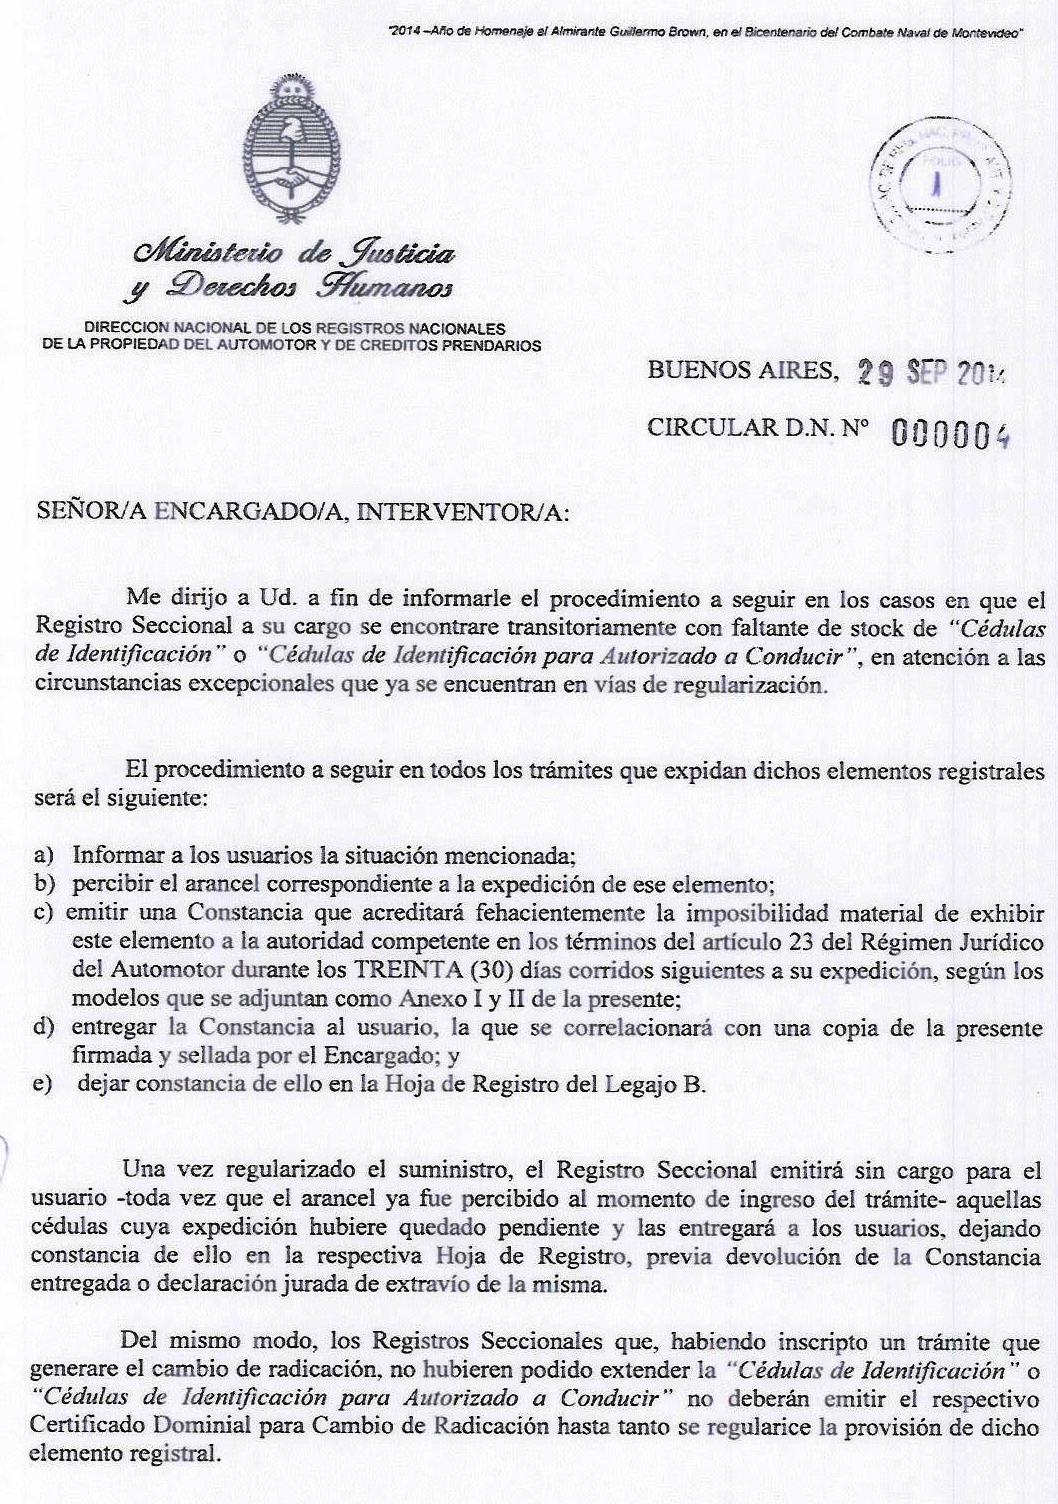 "2014 –Año de Homenaje al Almirante Guillermo Brown, en el Bicentenario del Combate Naval de Montevideo"
Ministerio de Justicia
y Derechos Humanos
DIRECCION NACIONAL DE LOS REGISTROS NACIONALES
DE LA PROPIEDAD DEL AUTOMOTOR Y DE CREDITOS PRENDARIOS
FOLIO
1
BUENOS AIRES, 29 SEP 2014
CIRCULAR D.N. Nº 000004
SEÑOR/A ENCARGADO/A, INTERVENTOR/A:
Me dirijo a Ud. a fin de informarle el procedimiento a seguir en los casos en que el
Registro Seccional a su cargo se encontrare transitoriamente con faltante de stock de "Cédulas
de Identificación" o "Cédulas de Identificación para Autorizado a Conducir", en atención a las
circunstancias excepcionales que ya se encuentran en vías de regularización.
El procedimiento a seguir en todos los trámites que expidan dichos elementos registrales
será el siguiente:
a) Informar a los usuarios la situación mencionada;
b) percibir el arancel correspondiente a la expedición de ese elemento;
c) emitir una Constancia que acreditará fehacientemente la imposibilidad material de exhibir
este elemento a la autoridad competente en los términos del artículo 23 del Régimen Jurídico
del Automotor durante los TREINTA (30) días corridos siguientes a su expedición, según los
modelos que se adjuntan como Anexo I y II de la presente;
d) entregar la Constancia al usuario, la que se correlacionará con una copia de la presente
firmada y sellada por el Encargado; y
e) dejar constancia de ello en la Hoja de Registro del Legajo B.
Una vez regularizado el suministro, el Registro Seccional emitirá sin cargo para el
usuario -toda vez que el arancel ya fue percibido al momento de ingreso del trámite- aquellas
cédulas cuya expedición hubiere quedado pendiente y las entregará a los usuarios, dejando
constancia de ello en la respectiva Hoja de Registro, previa devolución de la Constancia
entregada o declaración jurada de extravío de la misma.
Del mismo modo, los Registros Seccionales que, habiendo inscripto un trámite que
generare el cambio de radicación, no hubieren podido extender la "Cédulas de Identificación" o
"Cédulas de Identificación para Autorizado a Conducir" no deberán emitir el respectivo
Certificado Dominial para Cambio de Radicación hasta tanto se regularice la provisión de dicho
elemento registral.